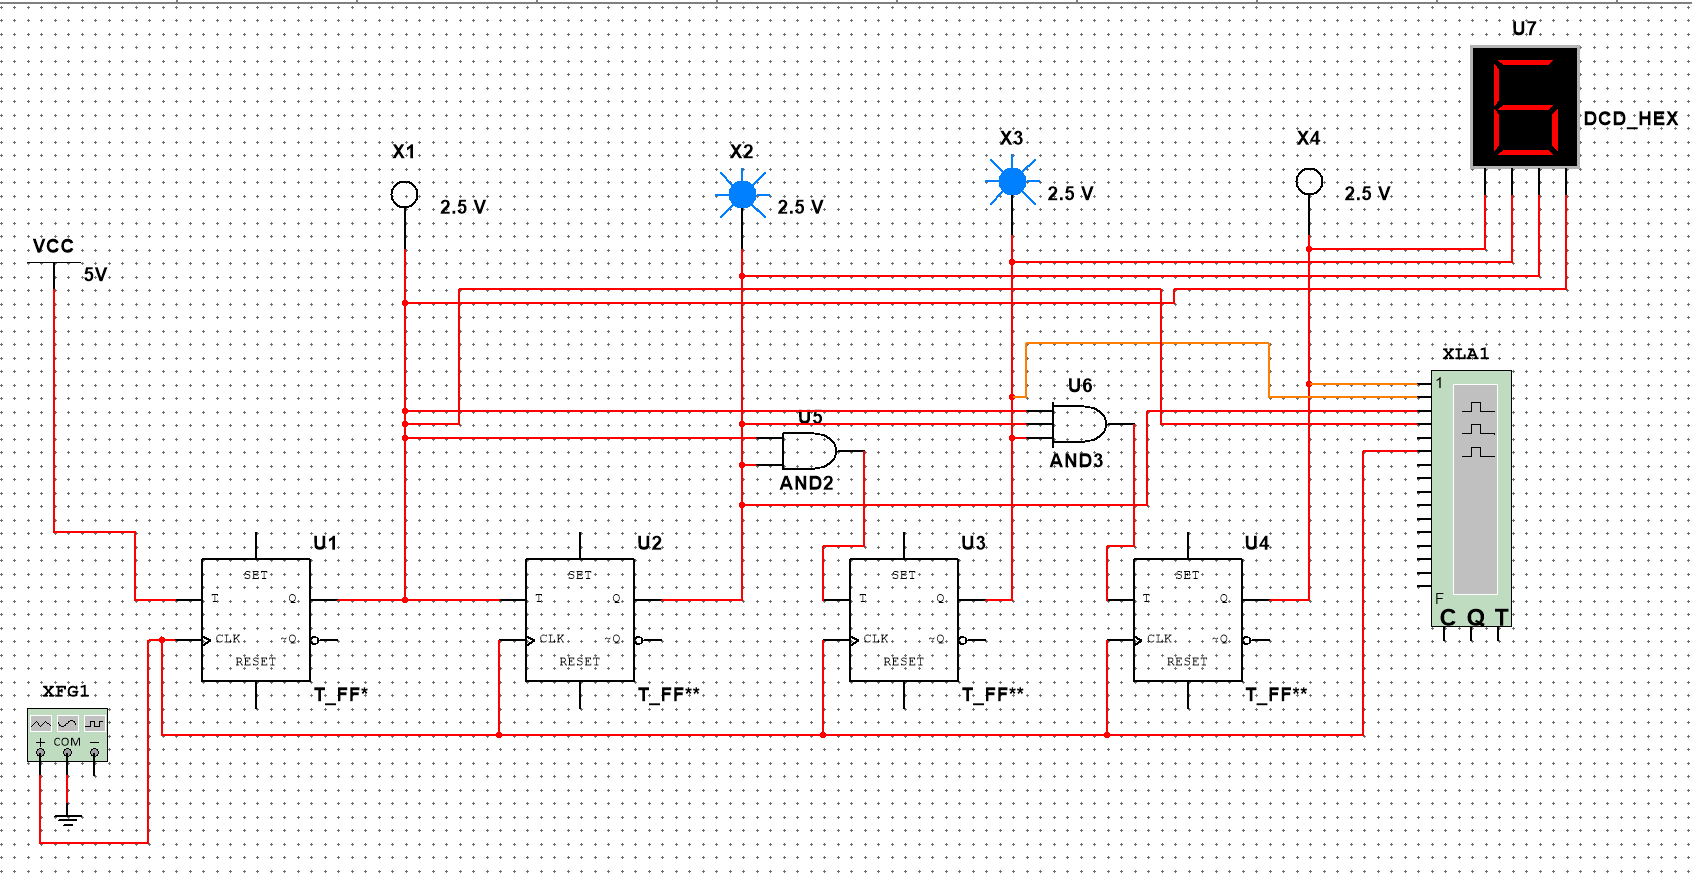 U7
6
DCD_HEX
X1
X2
X3
X4
2.5 V
2.5 V
2.5 V
2.5 V
VCC
5V
XLA1
1
F
C Q T
U6
AND3
U5
AND2
U1
SET
T Q
CLK ~Q
RESET
T_FF*
U2
SET
T Q
CLK ~Q
RESET
T_FF**
U3
SET
T Q
CLK ~Q
RESET
T_FF**
U4
SET
T Q
CLK ~Q
RESET
T_FF**
XFG1
+ COM −